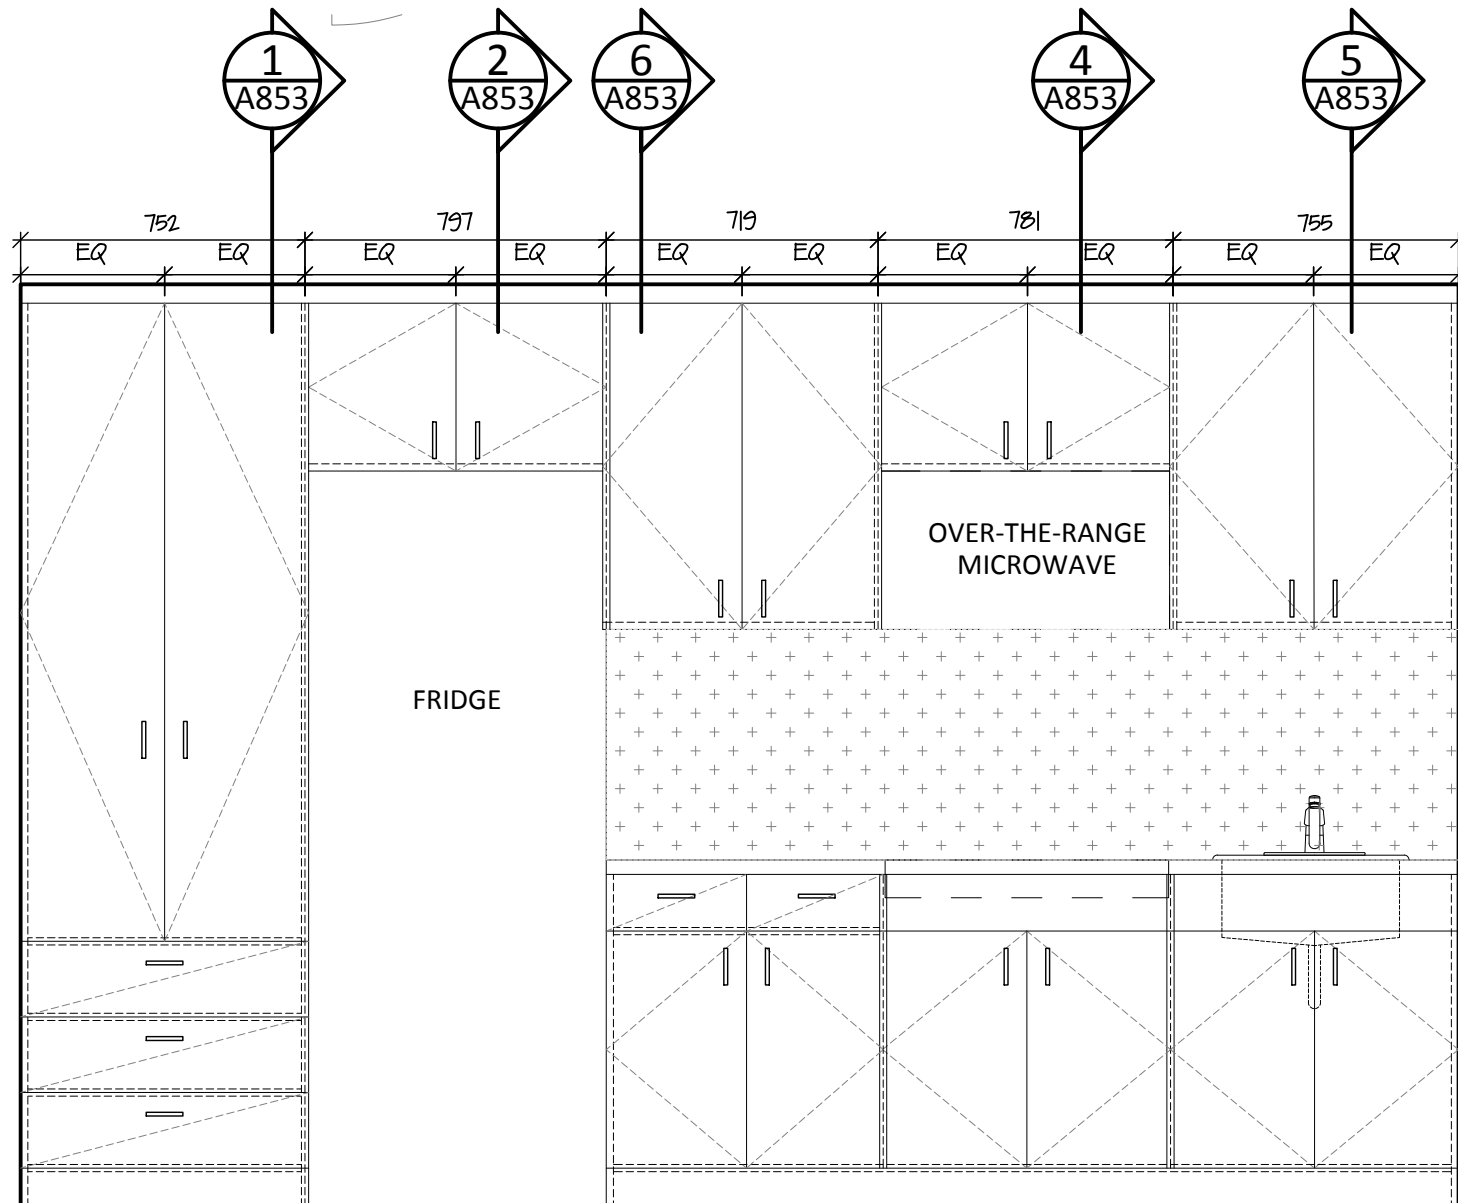 1
A853
2
A853
6
A853
4
A853
5
A853
752
797
719
781
755
EQ EQ EQ EQ EQ EQ EQ EQ EQ EQ
OVER-THE-RANGE
MICROWAVE
FRIDGE